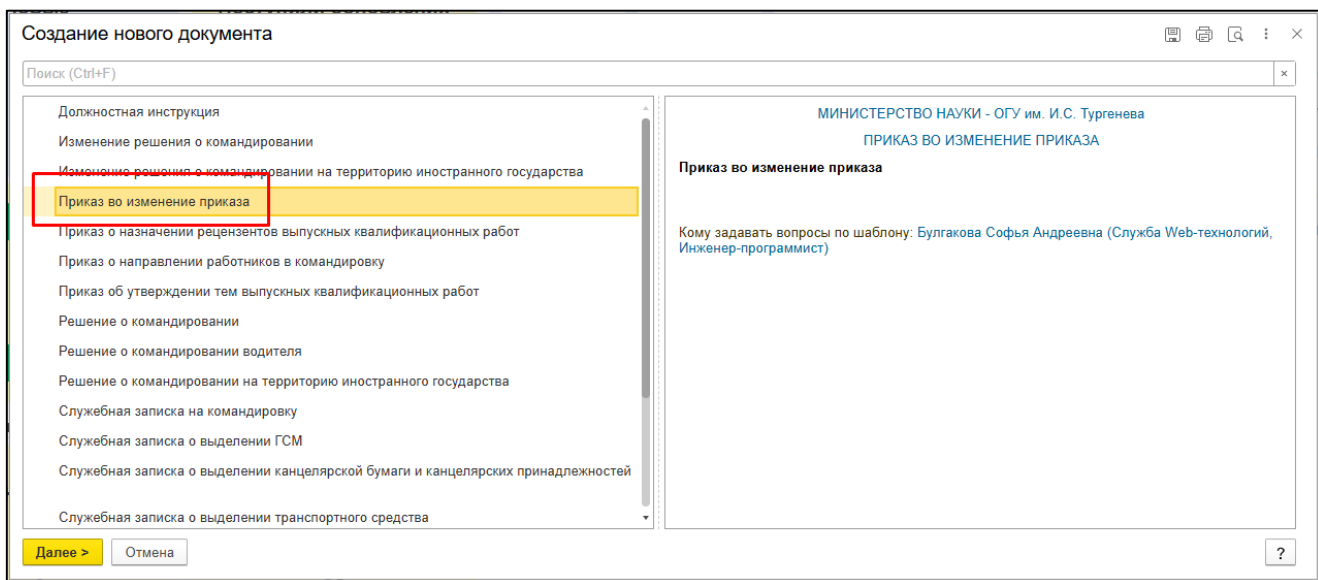 Создание нового документа
Поиск (Ctrl+F)
Должностная инструкция
Изменение решения о командировании
Изменение решения о командировании на территорию иностранного государства
Приказ во изменение приказа
Приказ о назначении рецензентов выпускных квалификационных работ
Приказ о направлении работников в командировку
Приказ об утверждении тем выпускных квалификационных работ
Решение о командировании
Решение о командировании водителя
Решение о командировании на территорию иностранного государства
Служебная записка на командировку
Служебная записка о выделении ГСМ
Служебная записка о выделении канцелярской бумаги и канцелярских принадлежностей
Служебная записка о выделении транспортного средства
МИНИСТЕРСТВО НАУКИ - ОГУ им. И.С. Тургенева
ПРИКАЗ ВО ИЗМЕНЕНИЕ ПРИКАЗА
Приказ во изменение приказа
Кому задавать вопросы по шаблону: Булгакова Софья Андреевна (Служба Web-технологий,
Инженер-программист)
Далее >
Отмена
?